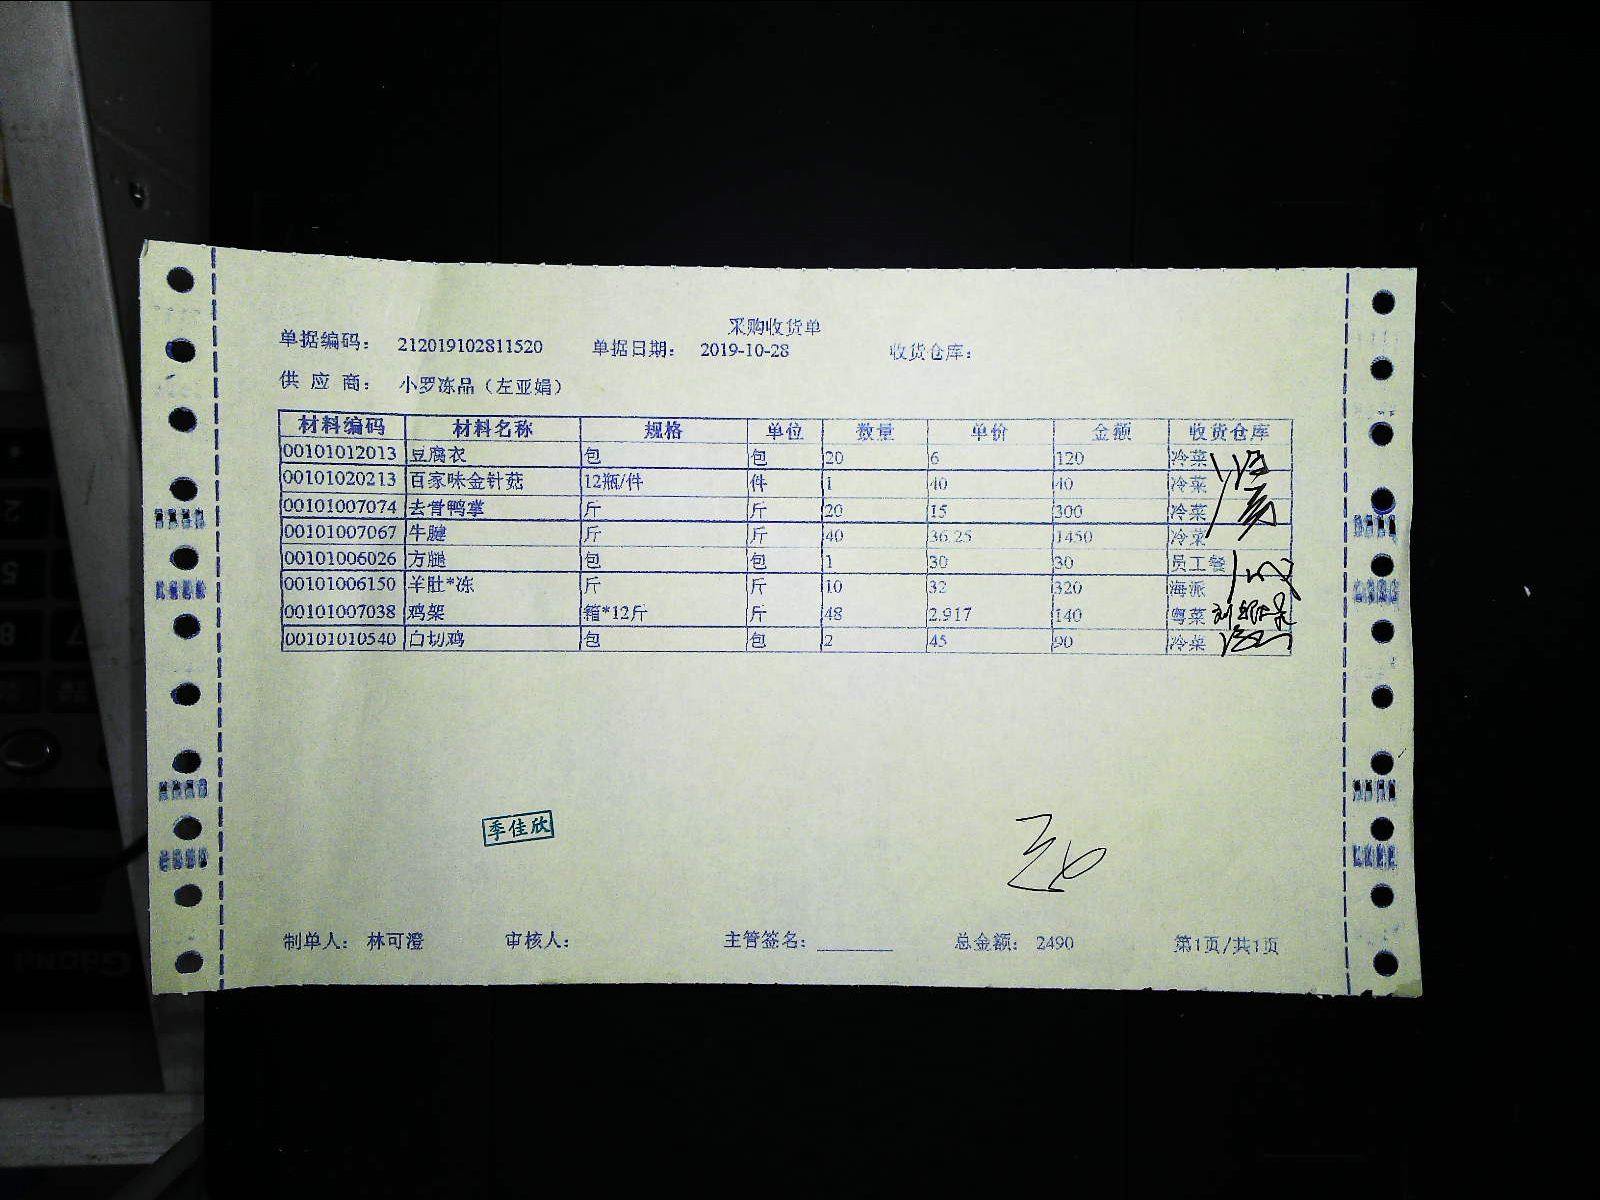 采购收货单
单据编码： 212019102811520 单据日期： 2019-10-28 收货仓库：
供 应 商： 小罗冻品（左亚娟）
材料编码 材料名称 规格 单位 数量 单价 金额 收货仓库
00101012013 豆腐衣 包 包 20 6 120 冷菜
00101020213 百家味金针菇 12瓶/件 件 1 40 40 冷菜
00101007074 去骨鸭掌 斤 斤 20 15 300 冷菜
00101007067 牛腱 斤 斤 40 36.25 1450 冷菜
00101006026 方腿 包 包 1 30 30 员工餐
00101006150 羊肚*冻 斤 斤 10 32 320 海派
00101007038 鸡架 箱*12斤 斤 48 2.917 140 粤菜
00101010540 白切鸡 包 包 2 45 90 冷菜
季佳欣
制单人： 林可澄 审核人： 主管签名： 总金额： 2490 第1页/共1页